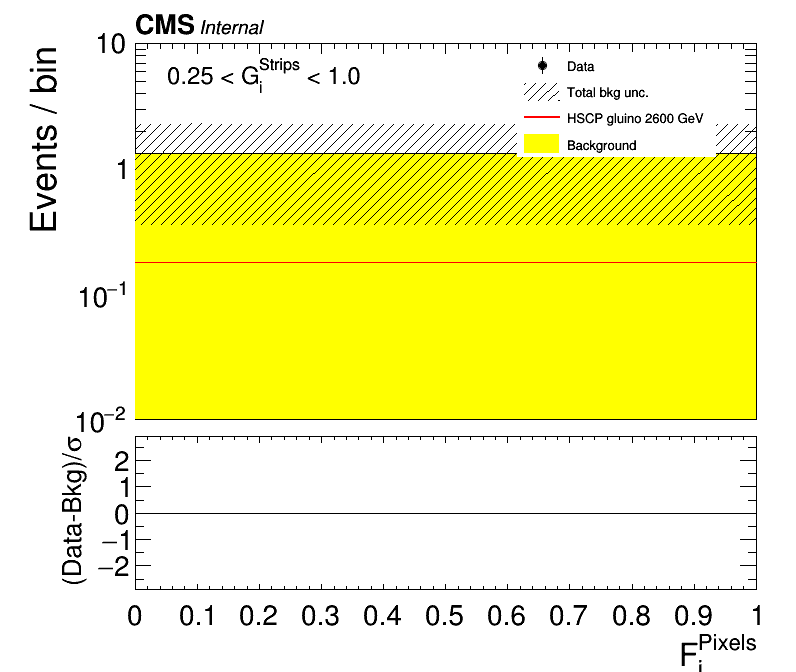 CMS Internal
Events / bin
10
1
10⁻¹
10⁻²
0.25 < G_i^Strips < 1.0
Data
Total bkg unc.
HSCP gluino 2600 GeV
Background
(Data-Bkg)/σ
2
1
0
−1
−2
0 0.1 0.2 0.3 0.4 0.5 0.6 0.7 0.8 0.9 1
F_i^Pixels